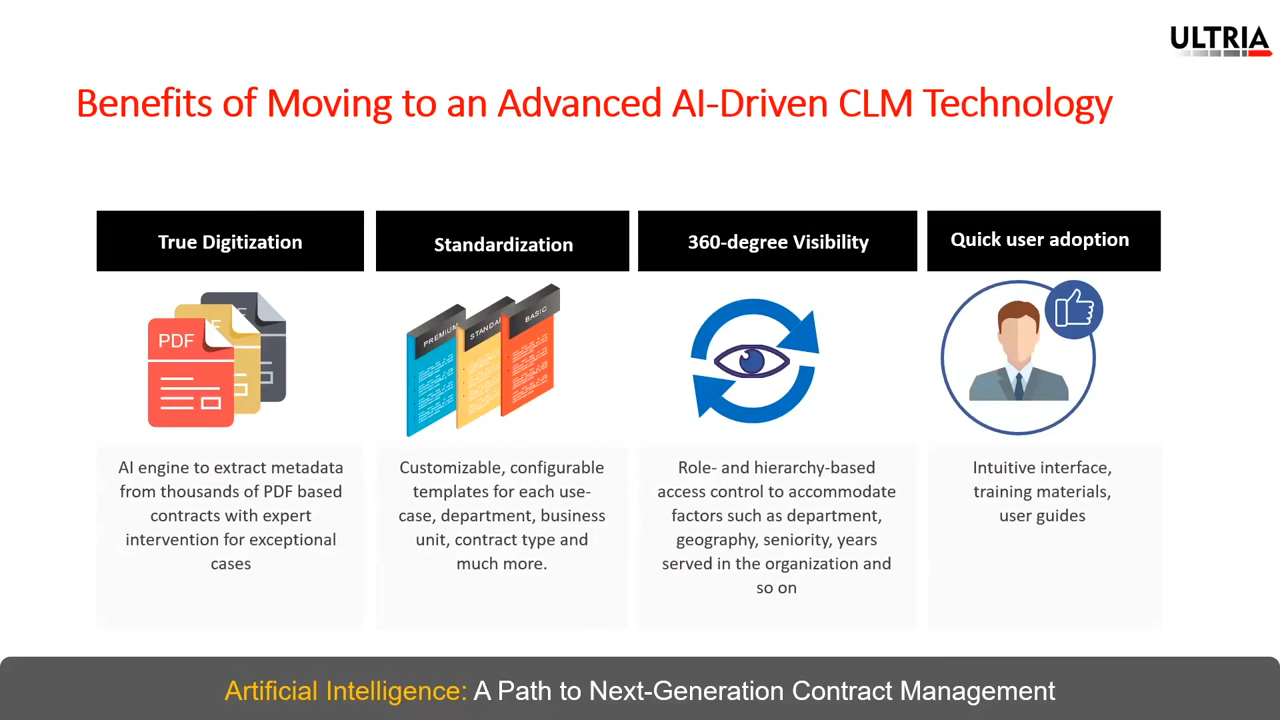 ULTRIA
Benefits of Moving to an Advanced AI-Driven CLM Technology
True Digitization
PDF
AI engine to extract metadata
from thousands of PDF based
contracts with expert
intervention for exceptional
cases
Standardization
PREMIUM
BASIC
Customizable, configurable
templates for each use-
case, department, business
unit, contract type and
much more.
360-degree Visibility
Role- and hierarchy-based
access control to accommodate
factors such as department,
geography, seniority, years
served in the organization and
so on
Quick user adoption
Intuitive interface,
training materials,
user guides
Artificial Intelligence: A Path to Next-Generation Contract Management